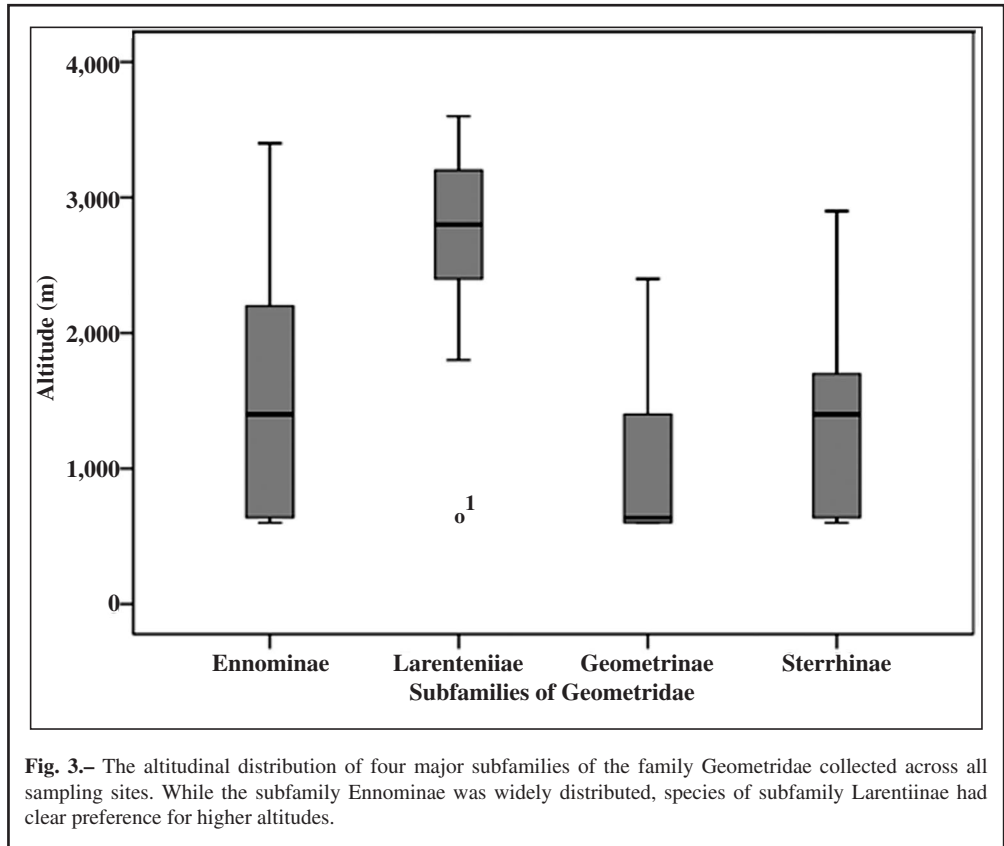 4,000
3,000
2,000
1,000
0
Altitude (m)
o1
Ennominae Larenteniiae Geometrinae Sterrhinae
Subfamilies of Geometridae
Fig. 3.– The altitudinal distribution of four major subfamilies of the family Geometridae collected across all
sampling sites. While the subfamily Ennominae was widely distributed, species of subfamily Larentiinae had
clear preference for higher altitudes.